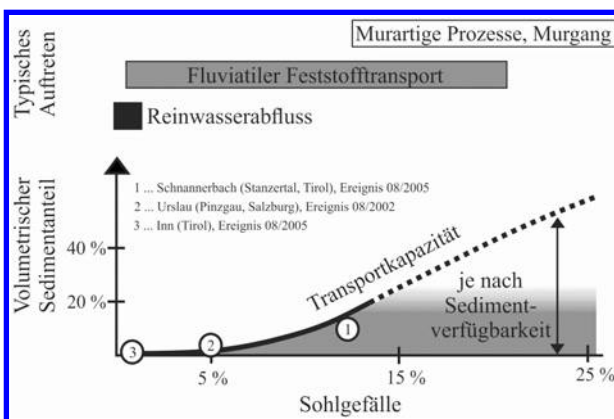 Murartige Prozesse, Murgang
Typisches
Auftreten
Fluviatiler Feststofftransport
Reinwasserabfluss
Volumetrischer
Sedimentanteil
1 ... Schnannerbach (Stanzertal, Tirol), Ereignis 08/2005
2 ... Urslau (Pinzgau, Salzburg), Ereignis 08/2002
3 ... Inn (Tirol), Ereignis 08/2005
40 %
20 %
Transportkapazität
je nach
Sediment-
verfügbarkeit
3
2
1
5 %
15 %
25 %
Sohlgefälle